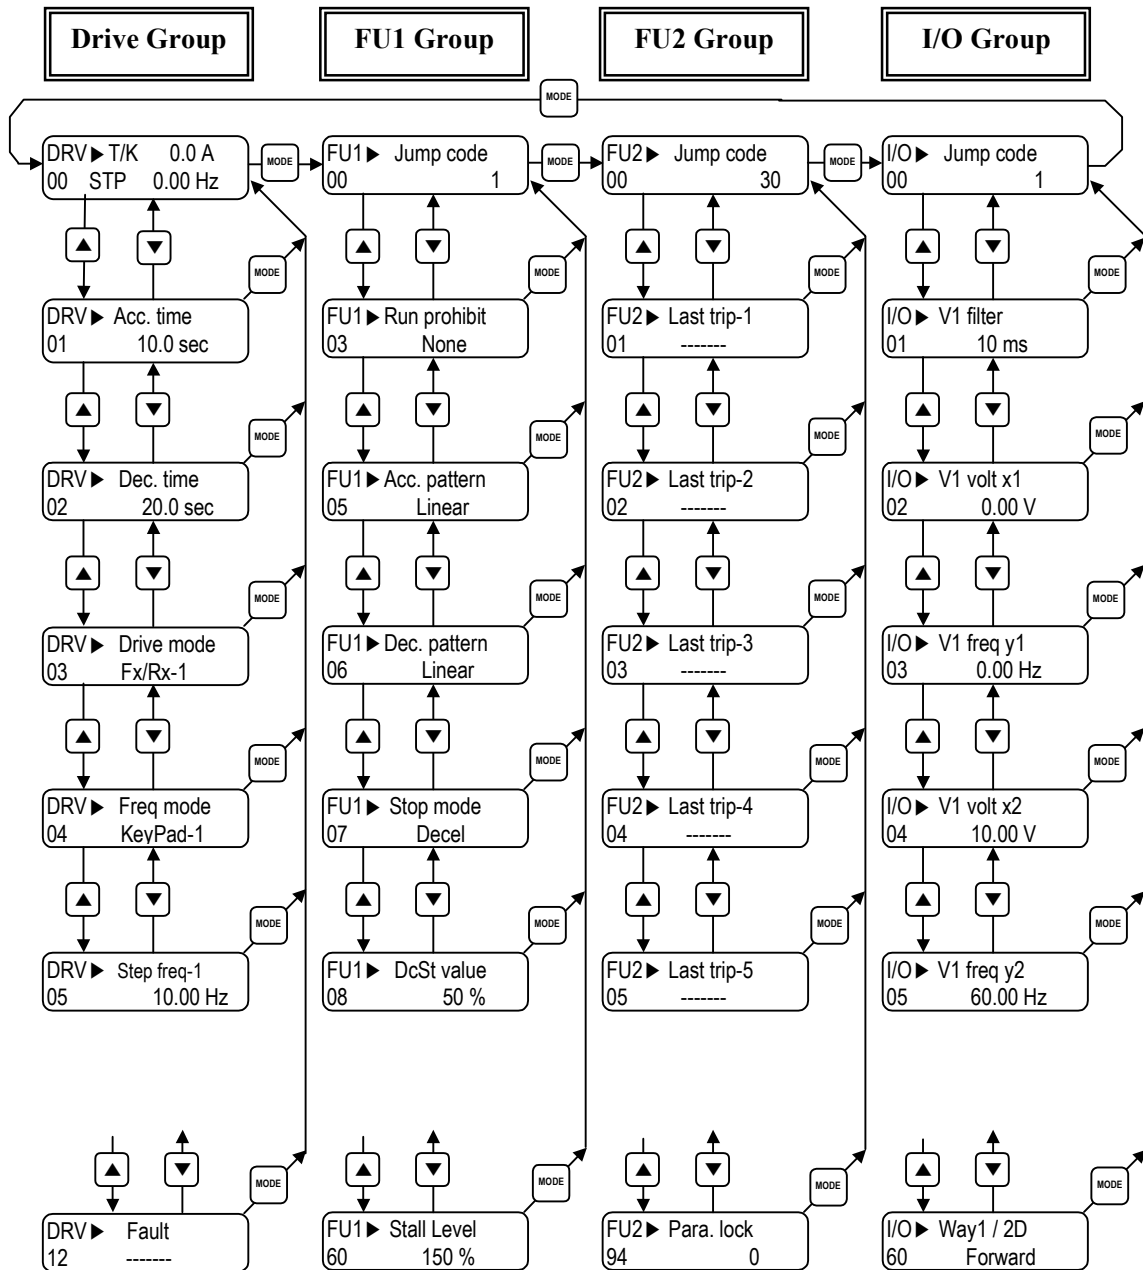 Drive Group
FU1 Group
FU2 Group
I/O Group
MODE
DRV▶ T/K 0.0 A
00 STP 0.00 Hz
MODE
FU1▶ Jump code
00 1
MODE
FU2▶ Jump code
00 30
MODE
I/O▶ Jump code
00 1
MODE
MODE
MODE
MODE
DRV▶ Acc. time
01 10.0 sec
FU1▶ Run prohibit
03 None
FU2▶ Last trip-1
01 -------
I/O▶ V1 filter
01 10 ms
MODE
MODE
MODE
MODE
DRV▶ Dec. time
02 20.0 sec
FU1▶ Acc. pattern
05 Linear
FU2▶ Last trip-2
02 -------
I/O▶ V1 volt x1
02 0.00 V
MODE
MODE
MODE
MODE
DRV▶ Drive mode
03 Fx/Rx-1
FU1▶ Dec. pattern
06 Linear
FU2▶ Last trip-3
03 -------
I/O▶ V1 freq y1
03 0.00 Hz
MODE
MODE
MODE
MODE
DRV▶ Freq mode
04 KeyPad-1
FU1▶ Stop mode
07 Decel
FU2▶ Last trip-4
04 -------
I/O▶ V1 volt x2
04 10.00 V
MODE
MODE
MODE
MODE
DRV▶ Step freq-1
05 10.00 Hz
FU1▶ DcSt value
08 50 %
FU2▶ Last trip-5
05 -------
I/O▶ V1 freq y2
05 60.00 Hz
MODE
MODE
MODE
MODE
DRV▶ Fault
12 -------
FU1▶ Stall Level
60 150 %
FU2▶ Para. lock
94 0
I/O▶ Way1 / 2D
60 Forward